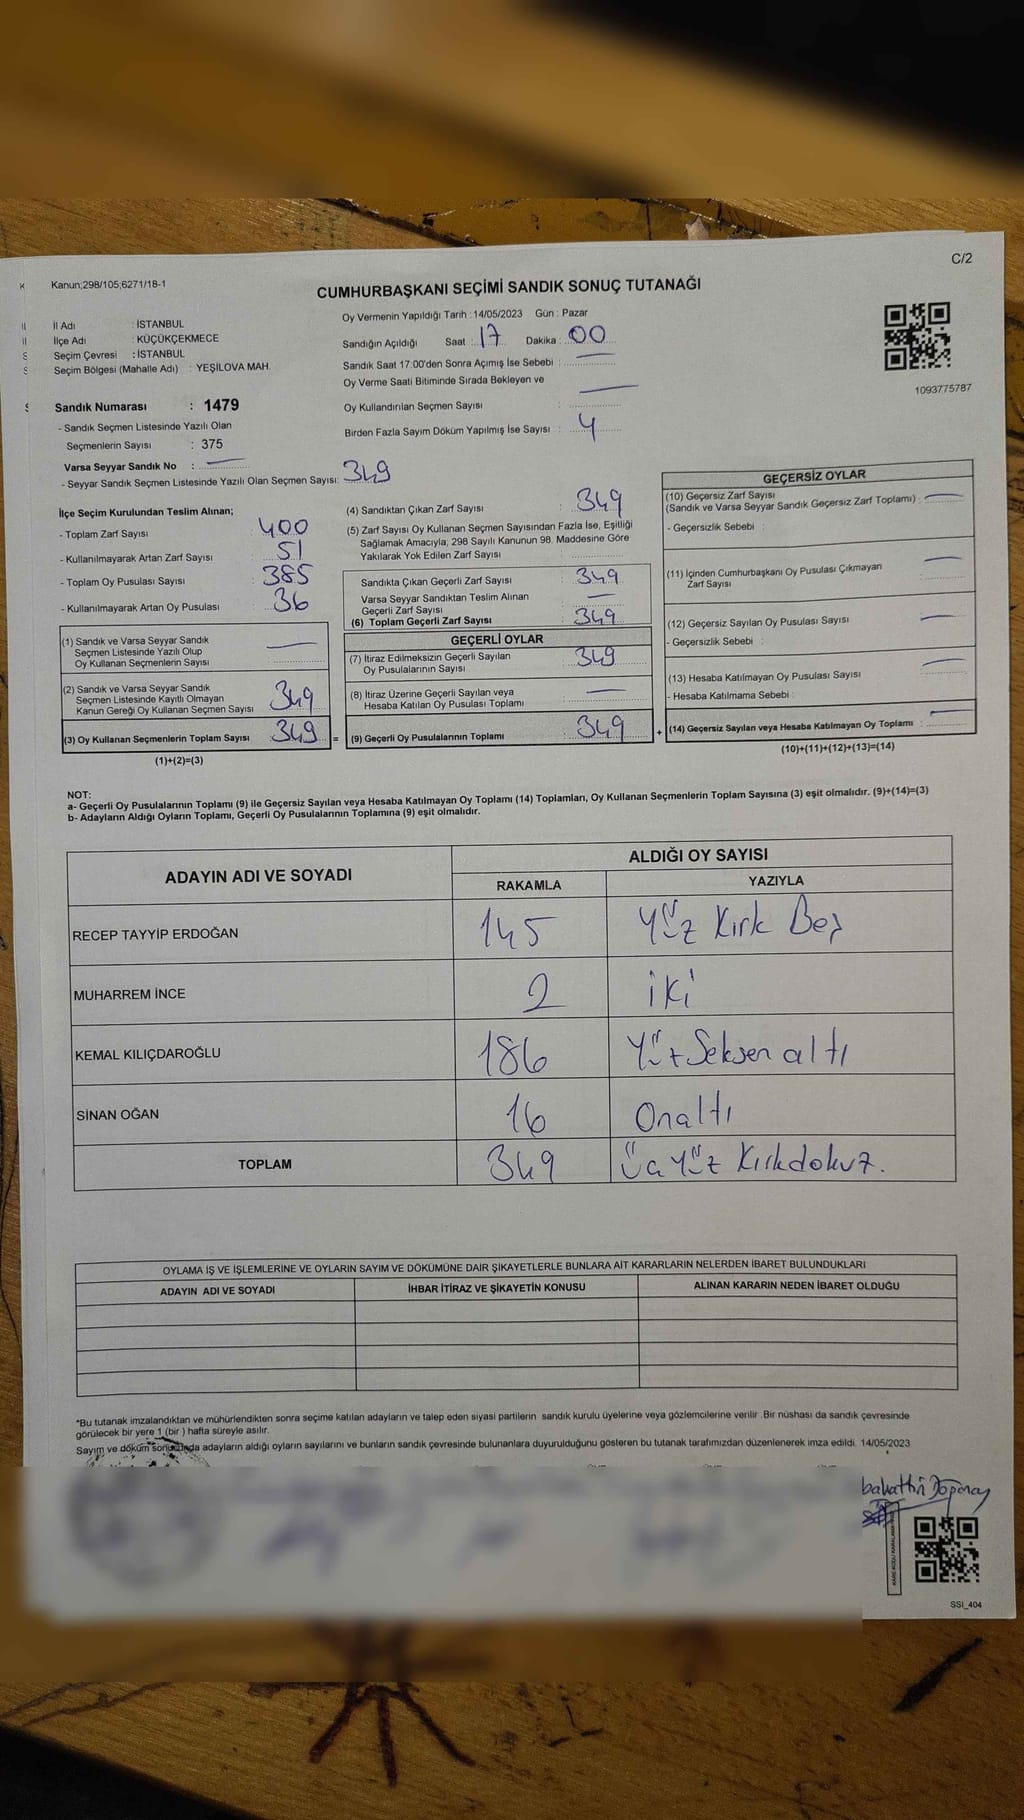 C/2
Kanun;298/105;6271/18-1
CUMHURBAŞKANI SEÇİMİ SANDIK SONUÇ TUTANAĞI
İl Adı : İSTANBUL
İlçe Adı : KÜÇÜKÇEKMECE
Seçim Çevresi : İSTANBUL
Seçim Bölgesi (Mahalle Adı) : YEŞİLOVA MAH.
Sandık Numarası : 1479
- Sandık Seçmen Listesinde Yazılı Olan
Seçmenlerin Sayısı : 375
Varsa Seyyar Sandık No :
- Seyyar Sandık Seçmen Listesinde Yazılı Olan Seçmen Sayısı: 349
Oy Vermenin Yapıldığı Tarih : 14/05/2023 Gün : Pazar
Sandığın Açıldığı Saat : 17 Dakika : 00
Sandık Saat 17:00'den Sonra Açımış İse Sebebi :
Oy Verme Saati Bitiminde Sırada Bekleyen ve
Oy Kullandırılan Seçmen Sayısı :
Birden Fazla Sayım Döküm Yapılmış İse Sayısı : 4
1093775787
İlçe Seçim Kurulundan Teslim Alınan;
- Toplam Zarf Sayısı : 400
- Kullanılmayarak Artan Zarf Sayısı : 51
- Toplam Oy Pusulası Sayısı : 385
- Kullanılmayarak Artan Oy Pusulası : 36
(1) Sandık ve Varsa Seyyar Sandık
Seçmen Listesinde Yazılı Olup
Oy Kullanan Seçmenlerin Sayısı
(2) Sandık ve Varsa Seyyar Sandık
Seçmen Listesinde Kayıtlı Olmayan
Kanun Gereği Oy Kullanan Seçmen Sayısı : 349
(3) Oy Kullanan Seçmenlerin Toplam Sayısı : 349 =
(1)+(2)=(3)
(4) Sandıktan Çıkan Zarf Sayısı : 349
(5) Zarf Sayısı Oy Kullanan Seçmen Sayısından Fazla İse, Eşitliği
Sağlamak Amacıyla; 298 Sayılı Kanunun 98. Maddesine Göre
Yakılarak Yok Edilen Zarf Sayısı :
Sandıkta Çıkan Geçerli Zarf Sayısı : 349
Varsa Seyyar Sandıktan Teslim Alınan
Geçerli Zarf Sayısı :
(6) Toplam Geçerli Zarf Sayısı : 349
GEÇERLİ OYLAR
(7) İtiraz Edilmeksizin Geçerli Sayılan
Oy Pusulalarının Sayısı : 349
(8) İtiraz Üzerine Geçerli Sayılan veya
Hesaba Katılan Oy Pusulası Toplamı :
(9) Geçerli Oy Pusulalarının Toplamı : 349 +
GEÇERSİZ OYLAR
(10) Geçersiz Zarf Sayısı
(Sandık ve Varsa Seyyar Sandık Geçersiz Zarf Toplamı) :
- Geçersizlik Sebebi :
(11) İçinden Cumhurbaşkanı Oy Pusulası Çıkmayan
Zarf Sayısı :
(12) Geçersiz Sayılan Oy Pusulası Sayısı :
- Geçersizlik Sebebi :
(13) Hesaba Katılmayan Oy Pusulası Sayısı :
- Hesaba Katılmama Sebebi :
(14) Geçersiz Sayılan veya Hesaba Katılmayan Oy Toplamı :
(10)+(11)+(12)+(13)=(14)
NOT:
a- Geçerli Oy Pusulalarının Toplamı (9) ile Geçersiz Sayılan veya Hesaba Katılmayan Oy Toplamı (14) Toplamları, Oy Kullanan Seçmenlerin Toplam Sayısına (3) eşit olmalıdır. (9)+(14)=(3)
b- Adayların Aldığı Oyların Toplamı, Geçerli Oy Pusulalarının Toplamına (9) eşit olmalıdır.
ADAYIN ADI VE SOYADI
ALDIĞI OY SAYISI
RAKAMLA YAZIYLA
RECEP TAYYİP ERDOĞAN 145 Yüz Kırk Beş
MUHARREM İNCE 2 iki
KEMAL KILIÇDAROĞLU 186 Yüz Seksen altı
SİNAN OĞAN 16 Onaltı
TOPLAM 349 üç Yüz Kırkdokuz.
OYLAMA İŞ VE İŞLEMLERİNE VE OYLARIN SAYIM VE DÖKÜMÜNE DAİR ŞİKAYETLERLE BUNLARA AİT KARARLARIN NELERDEN İBARET BULUNDUKLARI
ADAYIN ADI VE SOYADI İHBAR İTİRAZ VE ŞİKAYETİN KONUSU ALINAN KARARIN NEDEN İBARET OLDUĞU
*Bu tutanak imzalandıktan ve mühürlendikten sonra seçime katılan adayların ve talep eden siyasi partilerin sandık kurulu üyelerine veya gözlemcilerine verilir .Bir nüshası da sandık çevresinde
görülecek bir yere 1 (bir ) hafta süreyle asılır.
Sayım ve döküm sonucunda adayların aldığı oyların sayılarını ve bunların sandık çevresinde bulunanlara duyurulduğunu gösteren bu tutanak tarafımızdan düzenlenerek imza edildi. 14/05/2023
SSI_404